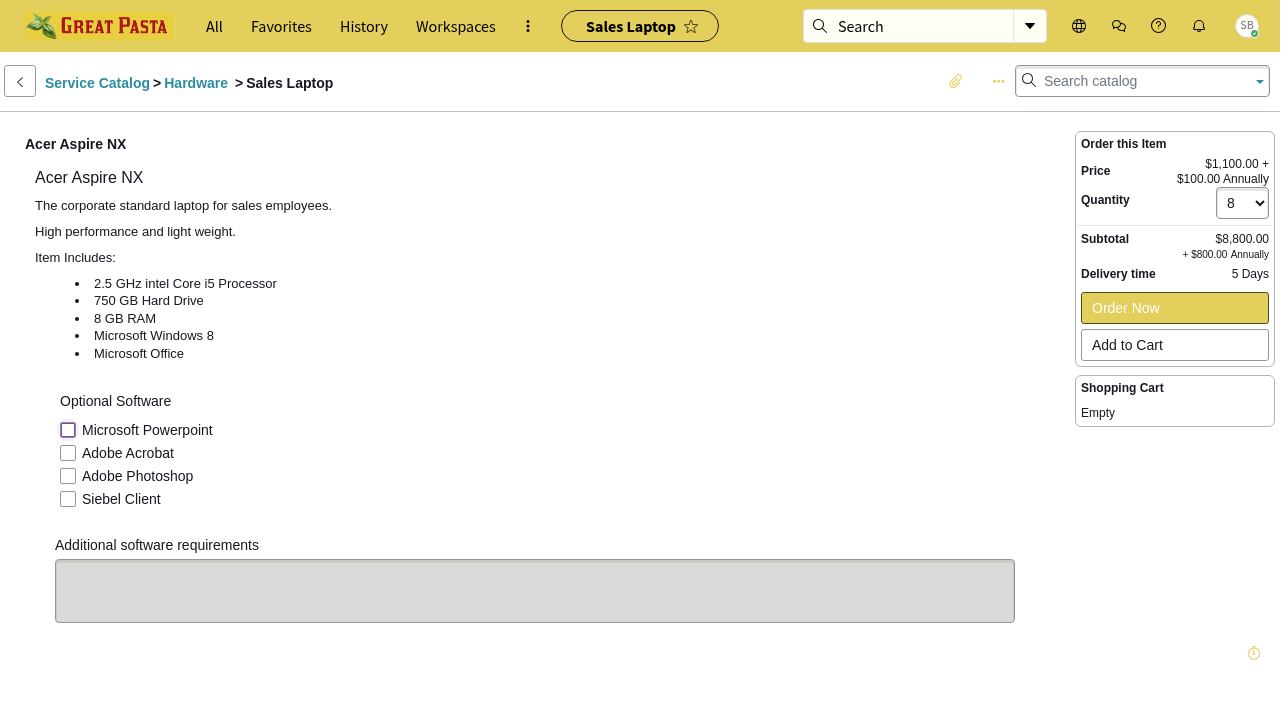 GREAT PASTA
All
Favorites
History
Workspaces
Sales Laptop
Search
SB
Service Catalog > Hardware > Sales Laptop
Search catalog
Acer Aspire NX
Acer Aspire NX
The corporate standard laptop for sales employees.
High performance and light weight.
Item Includes:
2.5 GHz intel Core i5 Processor
750 GB Hard Drive
8 GB RAM
Microsoft Windows 8
Microsoft Office
Optional Software
Microsoft Powerpoint
Adobe Acrobat
Adobe Photoshop
Siebel Client
Additional software requirements
Order this Item
Price
$1,100.00 +
$100.00 Annually
Quantity
8
Subtotal
$8,800.00
+ $800.00 Annually
Delivery time
5 Days
Order Now
Add to Cart
Shopping Cart
Empty